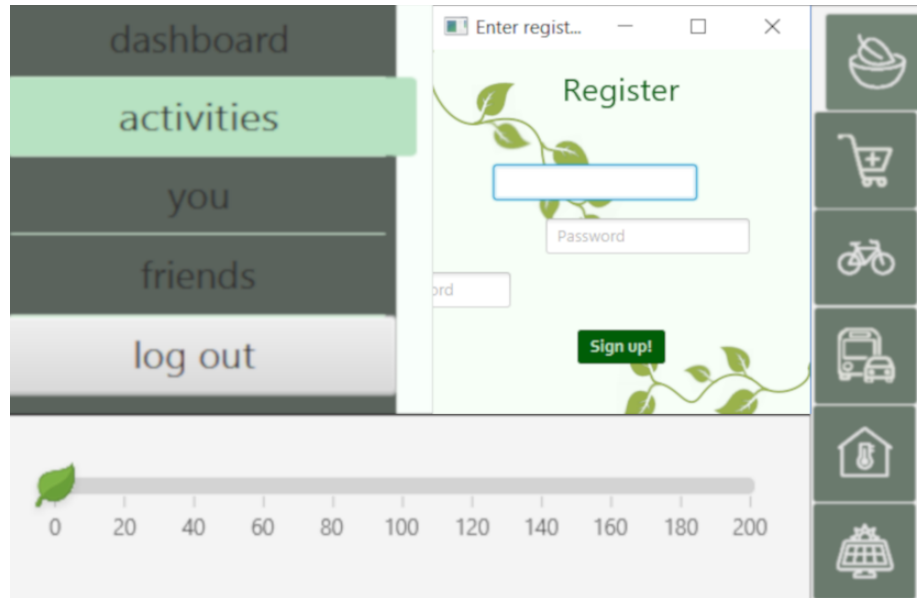 dashboard
activities
you
friends
log out
Enter regist...
Register
Password
ord
Sign up!
0 20 40 60 80 100 120 140 160 180 200